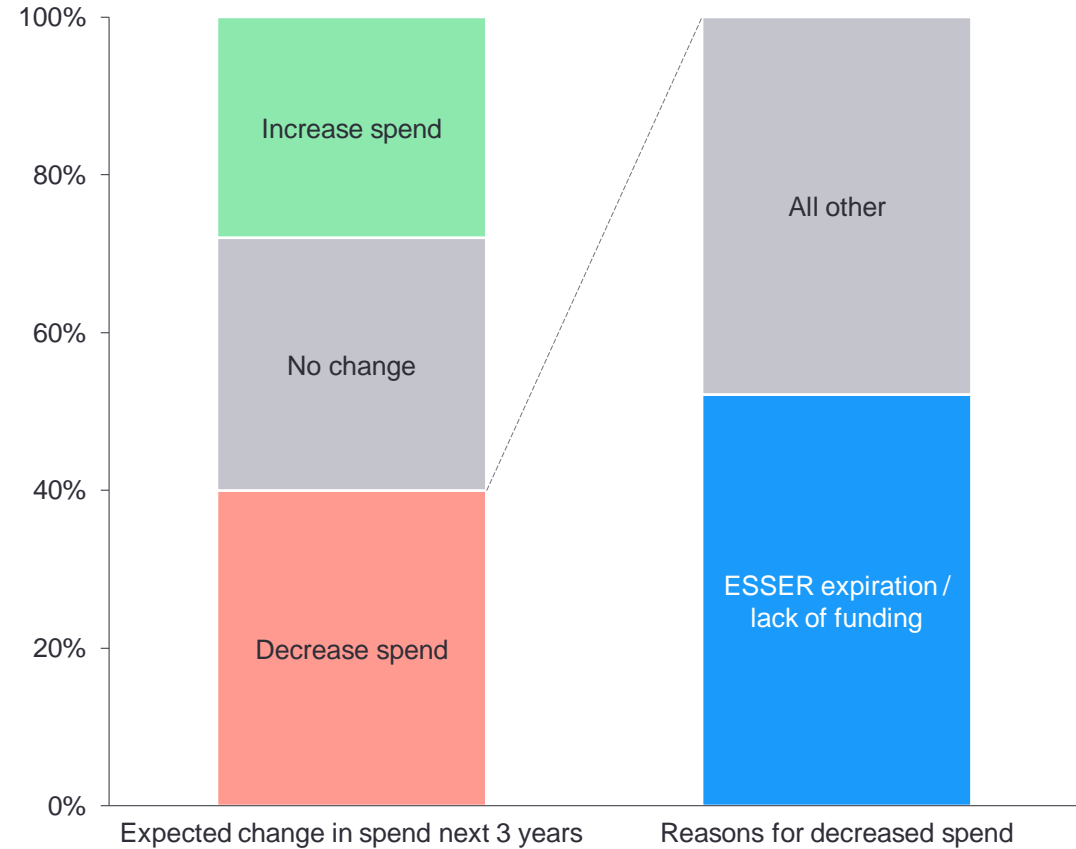 100%
80%
60%
40%
20%
0%
Increase spend
No change
Decrease spend
All other
ESSER expiration /
lack of funding
Expected change in spend next 3 years
Reasons for decreased spend